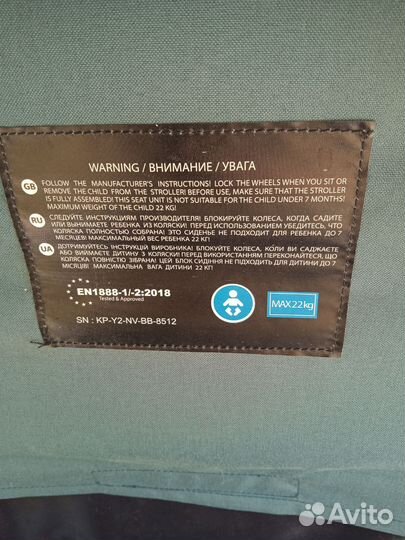 WARNING / ВНИМАНИЕ / УВАГА
GB FOLLOW THE MANUFACTURER'S INSTRUCTIONS! LOCK THE WHEELS WHEN YOU SIT OR
REMOVE THE CHILD FROM THE STROLLER! BEFORE USE, MAKE SURE THAT THE STROLLER
IS FULLY ASSEMBLED! THIS SEAT UNIT IS NOT SUITABLE FOR THE CHILD UNDER 7 MONTHS!
MAXIMUM WEIGHT OF THE CHILD 22 KG!
RU СЛЕДУЙТЕ ИНСТРУКЦИЯМ ПРОИЗВОДИТЕЛЯ БЛОКИРУЙТЕ КОЛЕСА, КОГДА САДИТЕ
ИЛИ ВЫНИМАЕТЕ РЕБЕНКА ИЗ КОЛЯСКИ! ПЕРЕД ИСПОЛЬЗОВАНИЕМ УБЕДИТЕСЬ, ЧТО
КОЛЯСКА ПОЛНОСТЬЮ СОБРАНА! ЭТО СИДЕНЬЕ НЕ ПОДХОДИТ ДЛЯ РЕБЕНКА ДО 7
МЕСЯЦЕВ! МАКСИМАЛЬНЫЙ ВЕС РЕБЕНКА 22 КГ!
UA ДОТРИМУЙТЕСЬ ІНСТРУКЦІЙ ВИРОБНИКА! БЛОКУЙТЕ КОЛЕСА, КОЛИ ВИ САДЖАЄТЕ
АБО ВИЙМАЄТЕ ДИТИНУ З КОЛЯСКИ! ПЕРЕД ВИКОРИСТАННЯМ ПЕРЕКОНАЙТЕСЯ, ЩО
КОЛЯСКА ПОВНІСТЮ ЗІБРАНА! ЦЕЙ БЛОК СИДІННЯ НЕ ПІДХОДИТЬ ДЛЯ ДИТИНИ ДО 7
МІСЯЦІВ! МАКСИМАЛЬНА ВАГА ДИТИНИ 22 КГ!
EN1888-1/-2:2018
Tested & Approved
MAX 22kg
SN : KP-Y2-NV-BB-8512
Avito